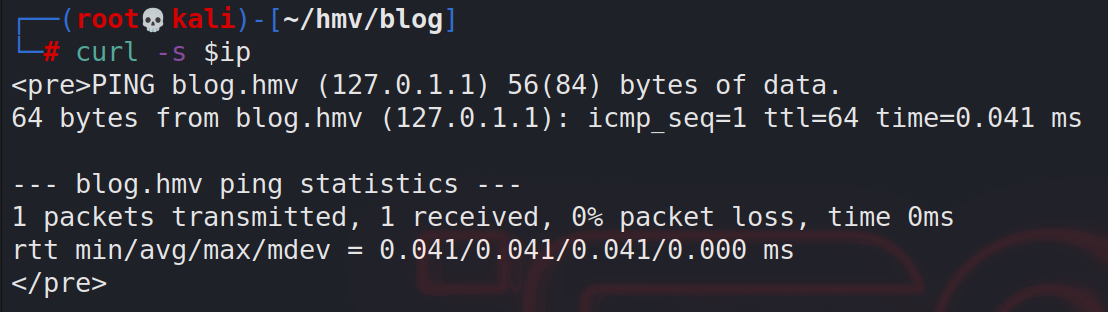 ┌──(root💀kali)-[~/hmv/blog]
└─# curl -s $ip
<pre>PING blog.hmv (127.0.1.1) 56(84) bytes of data.
64 bytes from blog.hmv (127.0.1.1): icmp_seq=1 ttl=64 time=0.041 ms

--- blog.hmv ping statistics ---
1 packets transmitted, 1 received, 0% packet loss, time 0ms
rtt min/avg/max/mdev = 0.041/0.041/0.041/0.000 ms
</pre>